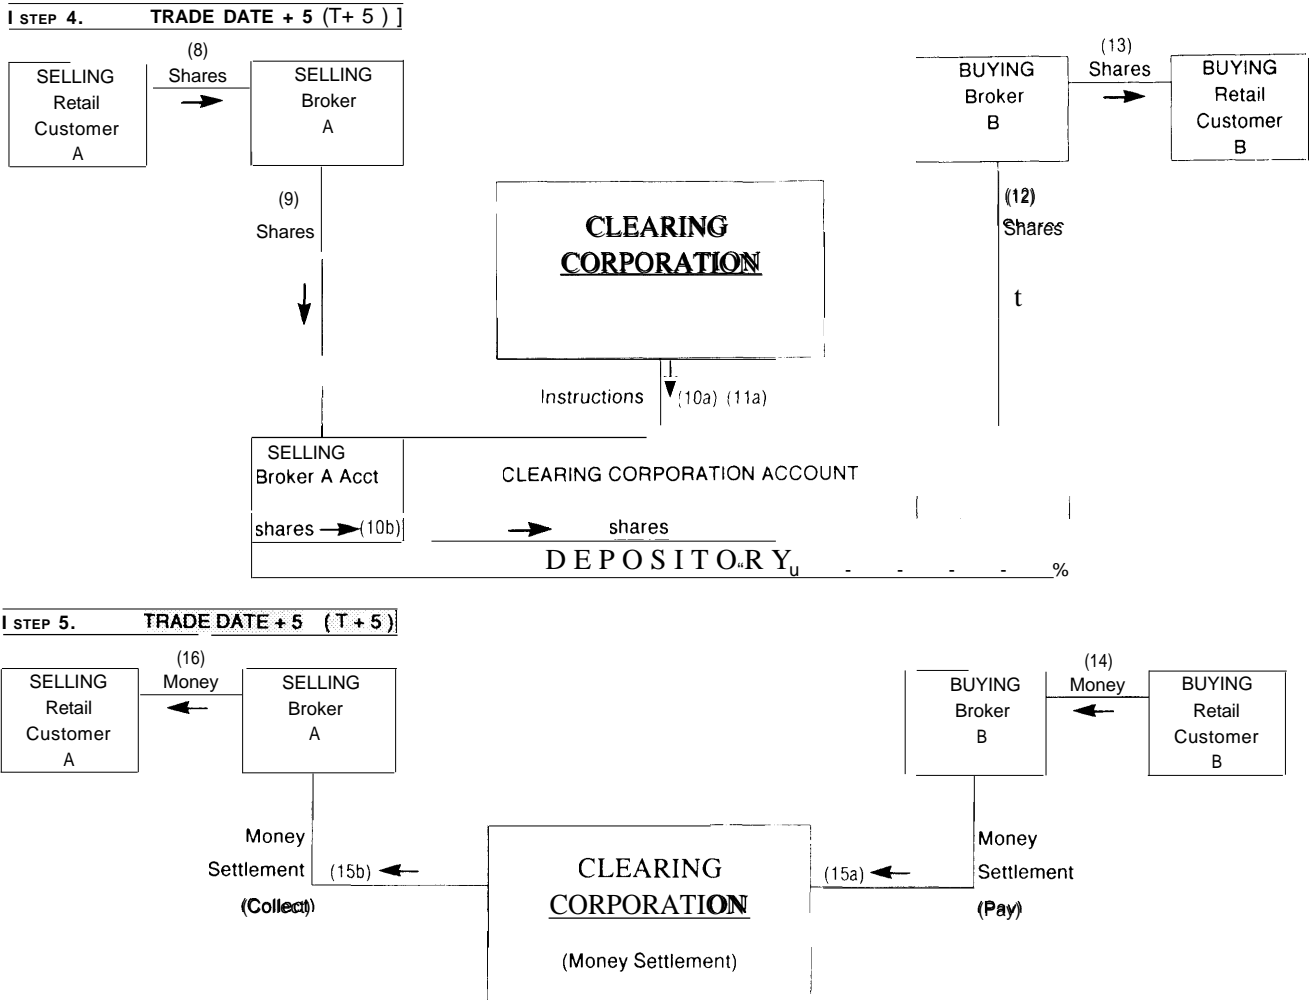 I STEP 4. TRADE DATE + 5 (T+ 5 ) ]
(8)
Shares
SELLING
Retail
Customer
A
SELLING
Broker
A
(13)
Shares
BUYING
Broker
B
BUYING
Retail
Customer
B
(9)
Shares
(12)
Shares
t
CLEARING
CORPORATION
Instructions (10a) (11a)
SELLING
Broker A Acct
CLEARING CORPORATION ACCOUNT
shares (10b)
shares
DEPOSITO“RY u - - - - %
I STEP 5. TRADE DATE + 5 (T + 5)
(16)
Money
SELLING
Retail
Customer
A
SELLING
Broker
A
(14)
Money
BUYING
Broker
B
BUYING
Retail
Customer
B
Money
Settlement
(Collect)
(15b)
CLEARING
CORPORATION
(Money Settlement)
(15a)
Money
Settlement
(Pay)